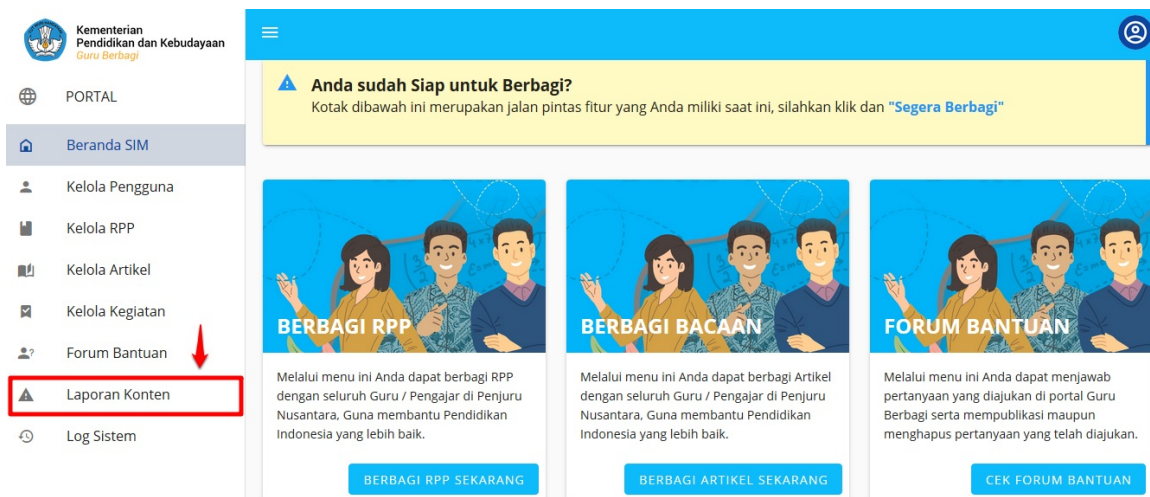 Kementerian
Pendidikan dan Kebudayaan
Guru Berbagi
PORTAL
Beranda SIM
Kelola Pengguna
Kelola RPP
Kelola Artikel
Kelola Kegiatan
Forum Bantuan
Laporan Konten
Log Sistem
Anda sudah Siap untuk Berbagi?
Kotak dibawah ini merupakan jalan pintas fitur yang Anda miliki saat ini, silahkan klik dan "Segera Berbagi"
BERBAGI RPP
Melalui menu ini Anda dapat berbagi RPP
dengan seluruh Guru / Pengajar di Penjuru
Nusantara, Guna membantu Pendidikan
Indonesia yang lebih baik.
BERBAGI RPP SEKARANG
BERBAGI BACAAN
Melalui menu ini Anda dapat berbagi Artikel
dengan seluruh Guru / Pengajar di Penjuru
Nusantara, Guna membantu Pendidikan
Indonesia yang lebih baik.
BERBAGI ARTIKEL SEKARANG
FORUM BANTUAN
Melalui menu ini Anda dapat menjawab
pertanyaan yang diajukan di portal Guru
Berbagi serta mempublikasi maupun
menghapus pertanyaan yang telah diajukan.
CEK FORUM BANTUAN